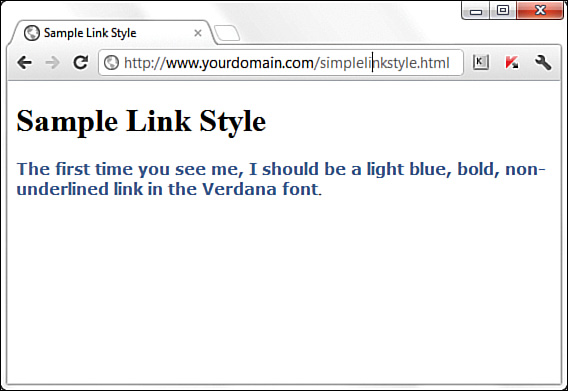 Sample Link Style
http://www.yourdomain.com/simplelinkstyle.html
Sample Link Style
The first time you see me, I should be a light blue, bold, non-
underlined link in the Verdana font.